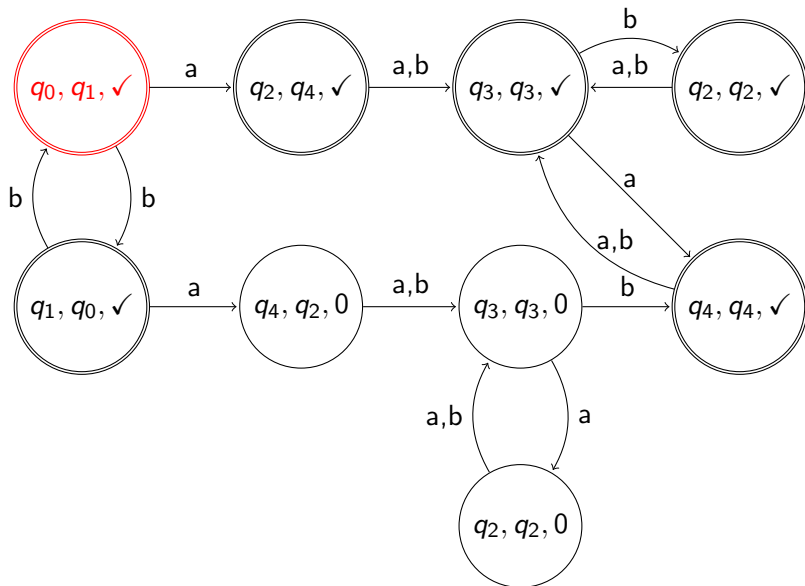 b
q₀, q₁, ✓ a q₂, q₄, ✓ a,b q₃, q₃, ✓ a,b q₂, q₂, ✓
a
b b
a,b
q₁, q₀, ✓ a q₄, q₂, 0 a,b q₃, q₃, 0 b q₄, q₄, ✓
a,b a
q₂, q₂, 0